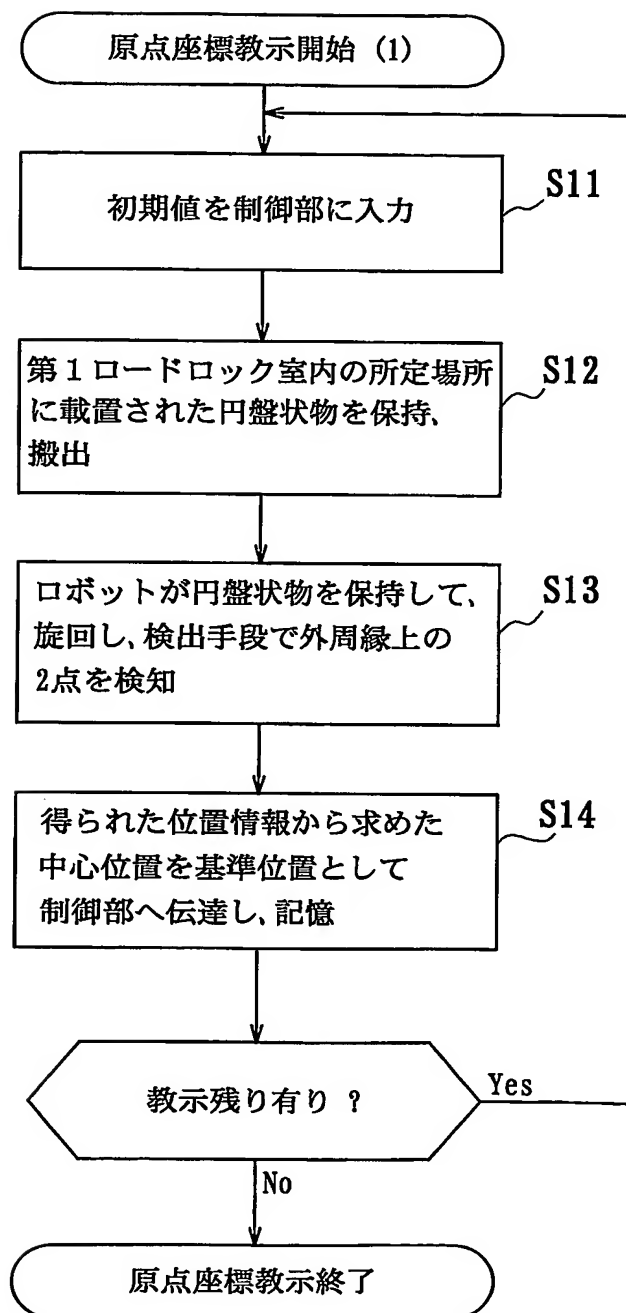 原点座標教示開始 (1)
初期値を制御部に入力
S11
第1ロードロック室内の所定場所
に載置された円盤状物を保持、
搬出
S12
ロボットが円盤状物を保持して、
旋回し、検出手段で外周縁上の
2点を検知
S13
得られた位置情報から求めた
中心位置を基準位置として
制御部へ伝達し、記憶
S14
教示残り有り ?
Yes
No
原点座標教示終了